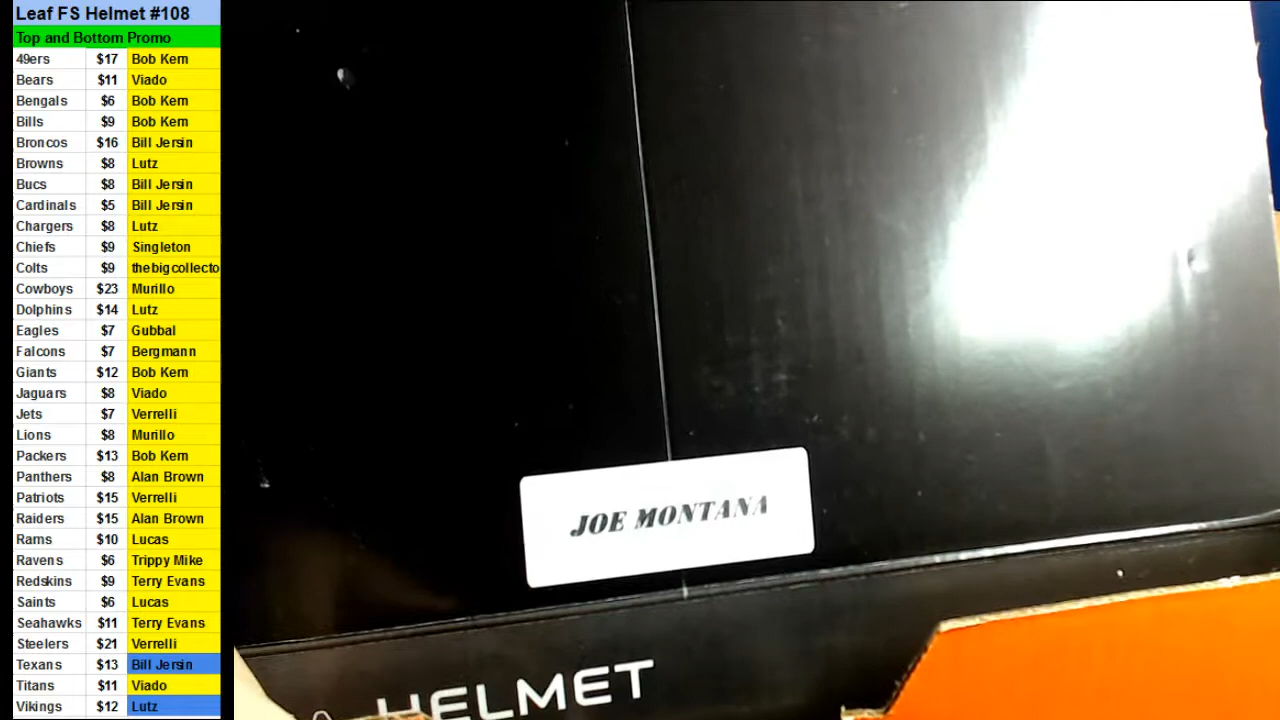 Leaf FS Helmet #108
Top and Bottom Promo
49ers $17 Bob Kern
Bears $11 Viado
Bengals $6 Bob Kern
Bills $9 Bob Kern
Broncos $16 Bill Jersin
Browns $8 Lutz
Bucs $8 Bill Jersin
Cardinals $5 Bill Jersin
Chargers $8 Lutz
Chiefs $9 Singleton
Colts $9 thebigcollecto
Cowboys $23 Murillo
Dolphins $14 Lutz
Eagles $7 Gubbal
Falcons $7 Bergmann
Giants $12 Bob Kern
Jaguars $8 Viado
Jets $7 Verrelli
Lions $8 Murillo
Packers $13 Bob Kern
Panthers $8 Alan Brown
Patriots $15 Verrelli
Raiders $15 Alan Brown
Rams $10 Lucas
Ravens $6 Trippy Mike
Redskins $9 Terry Evans
Saints $6 Lucas
Seahawks $11 Terry Evans
Steelers $21 Verrelli
Texans $13 Bill Jersin
Titans $11 Viado
Vikings $12 Lutz
JOE MONTANA
HELMET